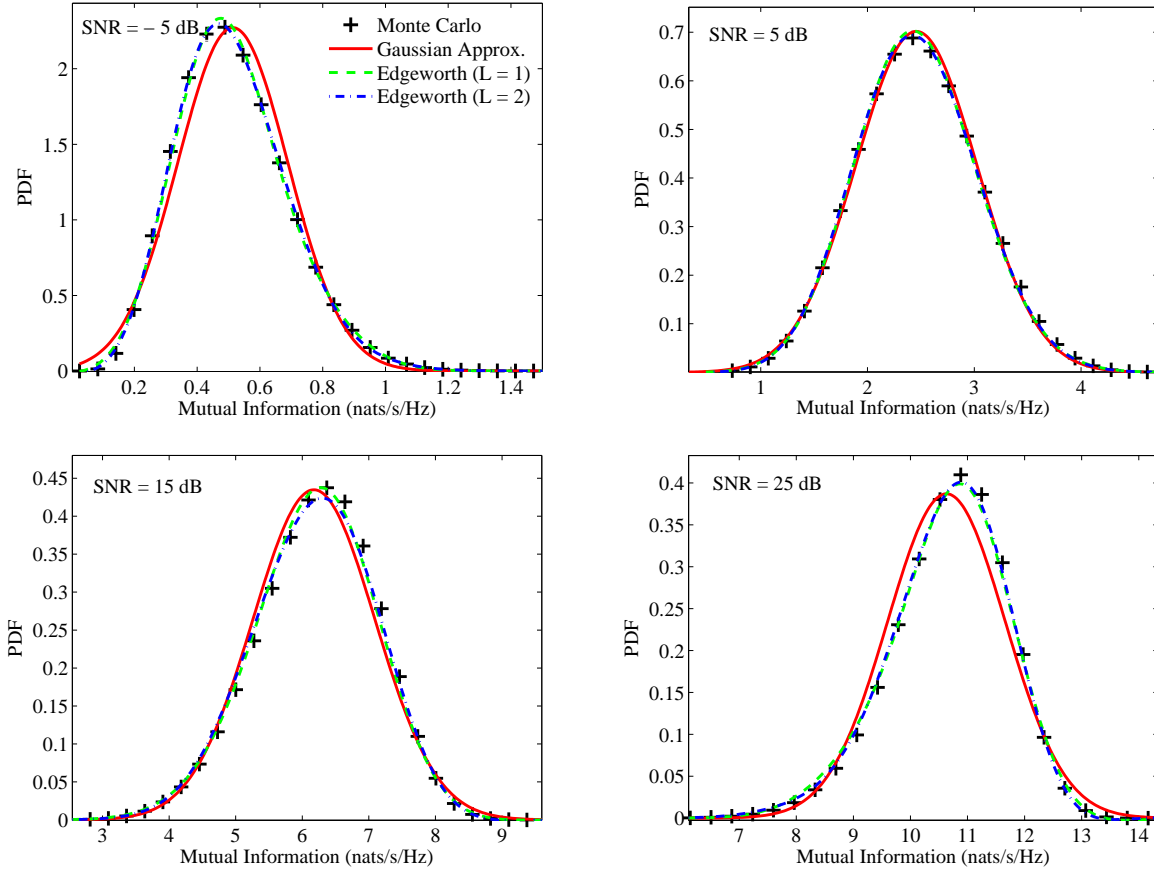 SNR = − 5 dB
Monte Carlo
Gaussian Approx.
Edgeworth (L = 1)
Edgeworth (L = 2)
PDF
2
1.5
1
0.5
0
0.2 0.4 0.6 0.8 1 1.2 1.4
Mutual Information (nats/s/Hz)
SNR = 5 dB
PDF
0.7
0.6
0.5
0.4
0.3
0.2
0.1
1 2 3 4
Mutual Information (nats/s/Hz)
SNR = 15 dB
PDF
0.45
0.4
0.35
0.3
0.25
0.2
0.15
0.1
0.05
0
3 4 5 6 7 8 9
Mutual Information (nats/s/Hz)
SNR = 25 dB
PDF
0.4
0.35
0.3
0.25
0.2
0.15
0.1
0.05
0
7 8 9 10 11 12 13 14
Mutual Information (nats/s/Hz)